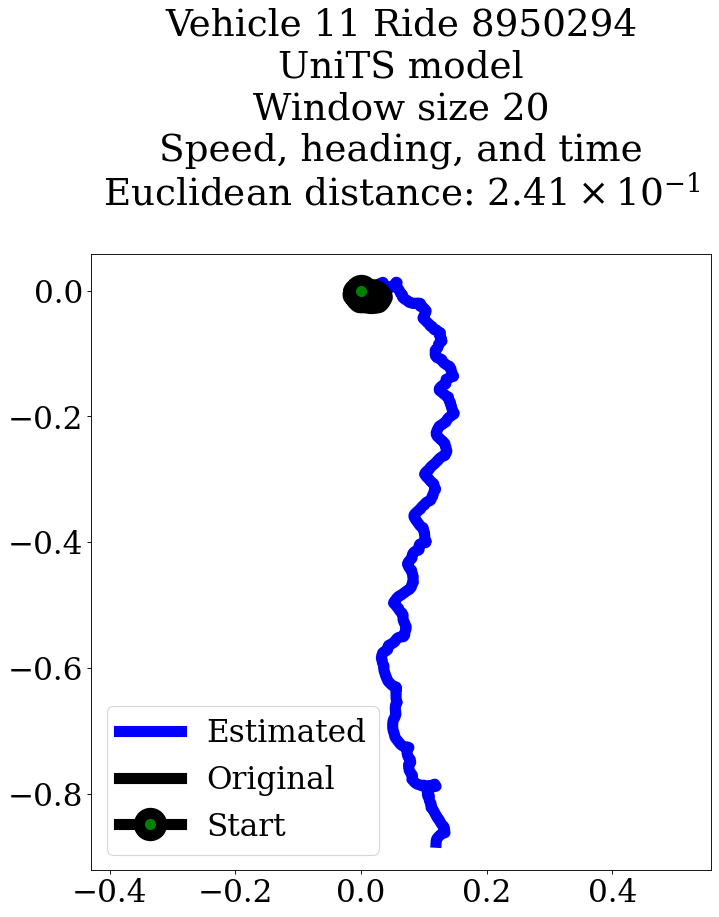 Vehicle 11 Ride 8950294
UniTS model
Window size 20
Speed, heading, and time
Euclidean distance: 2.41 × 10⁻¹
0.0
−0.2
−0.4
−0.6
−0.8
Estimated
Original
Start
−0.4 −0.2 0.0 0.2 0.4